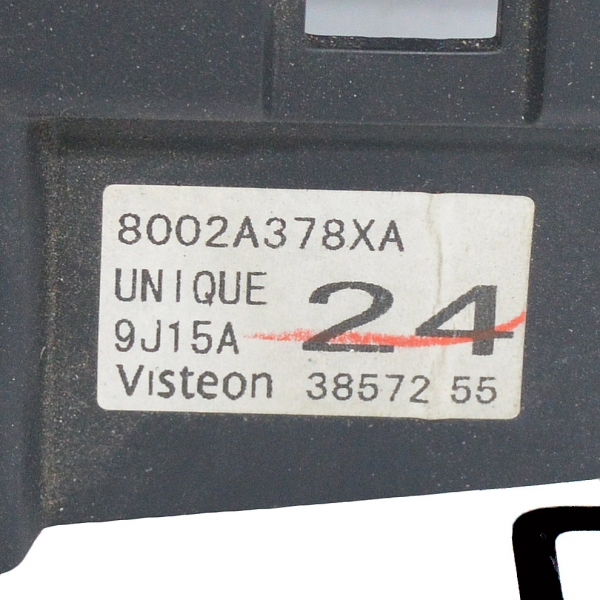 8002A378XA
UNIQUE
9J15A 24
Visteon 38572 55